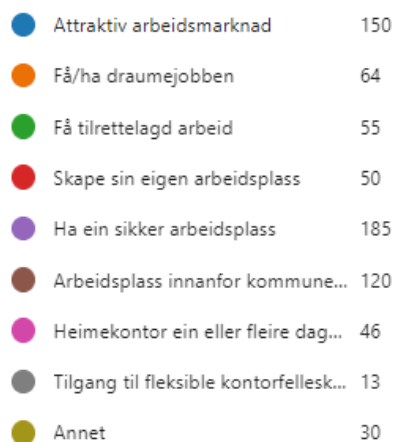 Attraktiv arbeidsmarknad 150
Få/ha draumejobben 64
Få tilrettelagd arbeid 55
Skape sin eigen arbeidsplass 50
Ha ein sikker arbeidsplass 185
Arbeidsplass innanfor kommune... 120
Heimekontor ein eller fleire dag... 46
Tilgang til fleksible kontorfellesk... 13
Annet 30